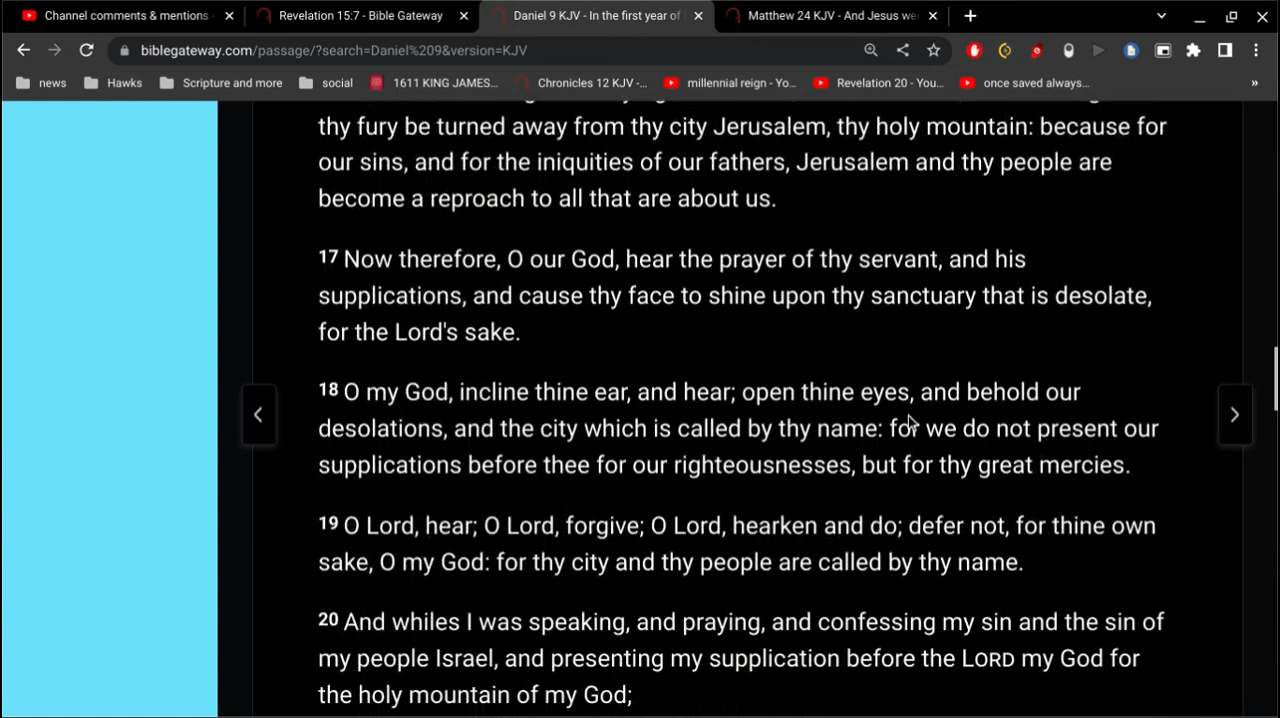 Channel comments & mentions
Revelation 15:7 - Bible Gateway
Daniel 9 KJV - In the first year of
Matthew 24 KJV - And Jesus we
biblegateway.com/passage/?search=Daniel%209&version=KJV
news
Hawks
Scripture and more
social
1611 KING JAMES...
Chronicles 12 KJV -...
millennial reign - Yo...
Revelation 20 - You...
once saved always...
thy fury be turned away from thy city Jerusalem, thy holy mountain: because for
our sins, and for the iniquities of our fathers, Jerusalem and thy people are
become a reproach to all that are about us.
17 Now therefore, O our God, hear the prayer of thy servant, and his
supplications, and cause thy face to shine upon thy sanctuary that is desolate,
for the Lord's sake.
18 O my God, incline thine ear, and hear; open thine eyes, and behold our
desolations, and the city which is called by thy name: for we do not present our
supplications before thee for our righteousnesses, but for thy great mercies.
19 O Lord, hear; O Lord, forgive; O Lord, hearken and do; defer not, for thine own
sake, O my God: for thy city and thy people are called by thy name.
20 And whiles I was speaking, and praying, and confessing my sin and the sin of
my people Israel, and presenting my supplication before the LORD my God for
the holy mountain of my God;